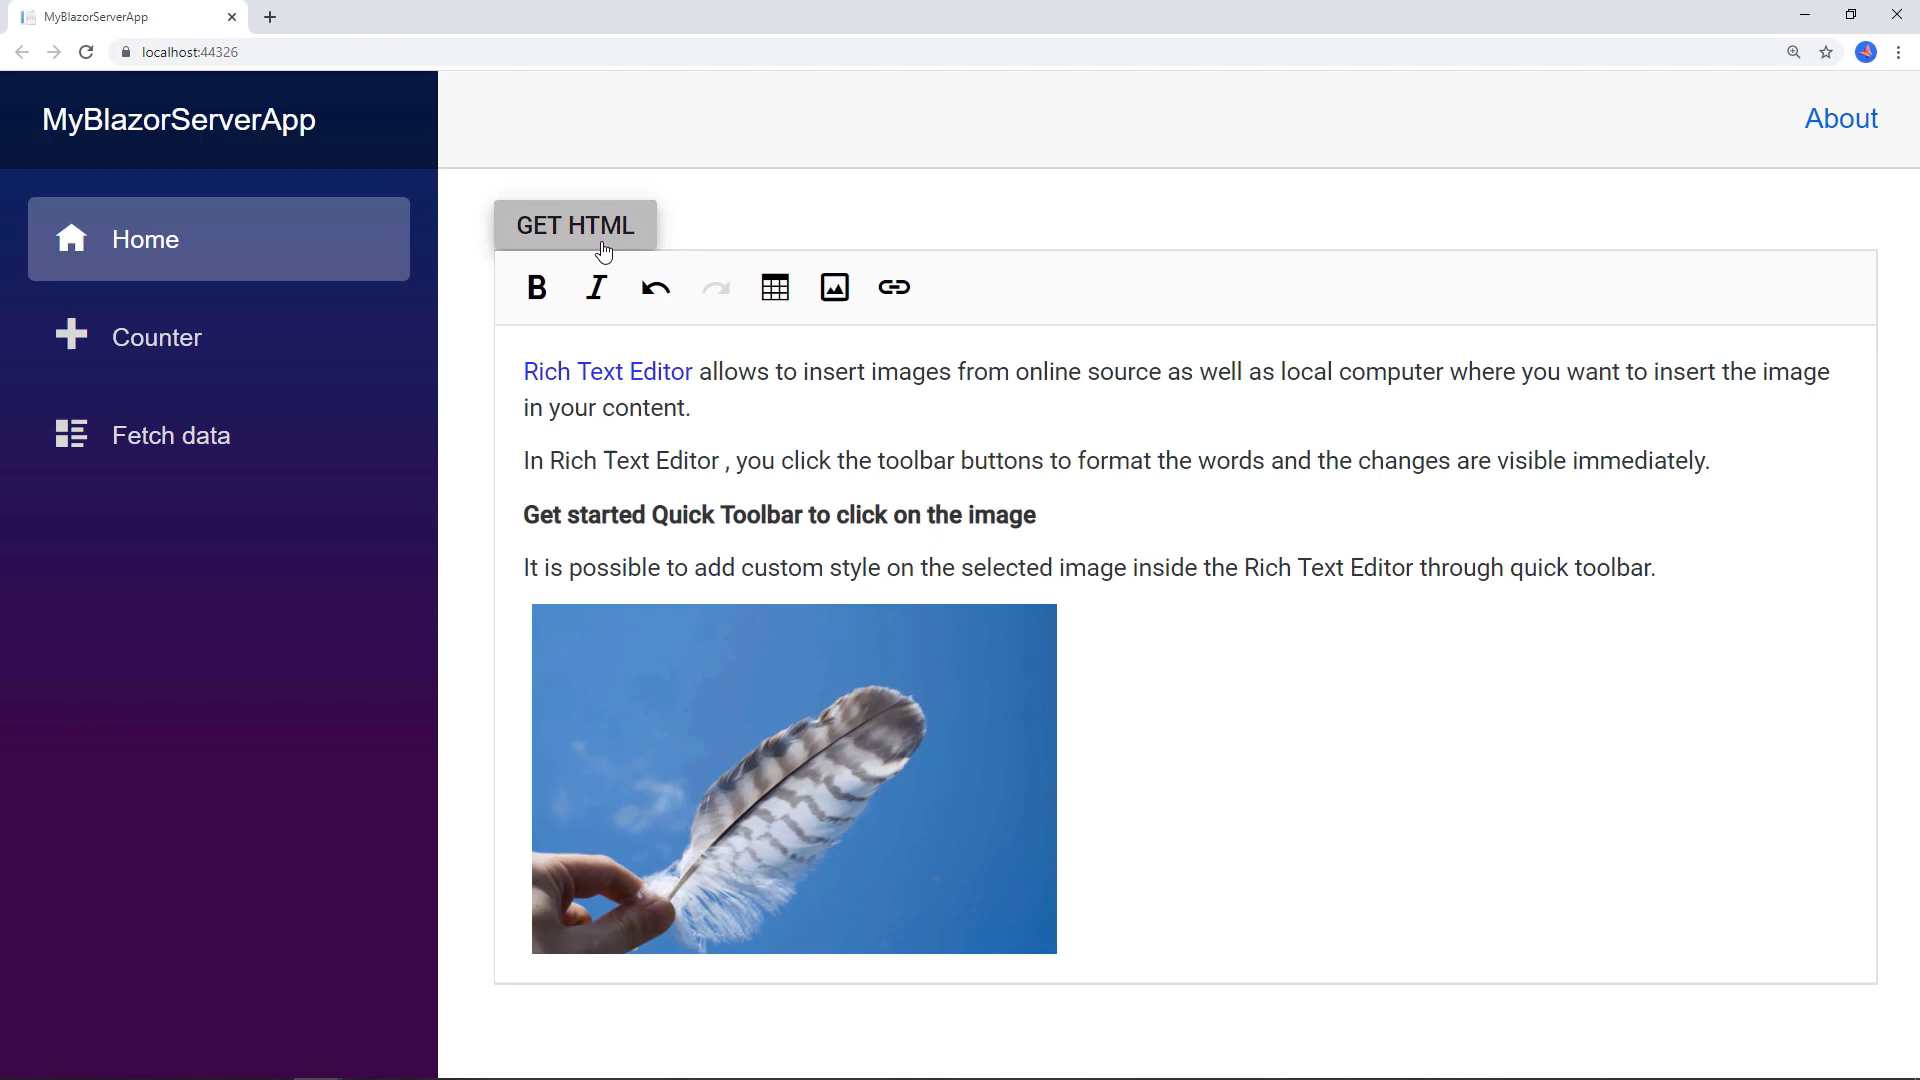 MyBlazorServerApp
localhost:44326
MyBlazorServerApp
About
Home
Counter
Fetch data
GET HTML
B I
Rich Text Editor allows to insert images from online source as well as local computer where you want to insert the image
in your content.
In Rich Text Editor , you click the toolbar buttons to format the words and the changes are visible immediately.
Get started Quick Toolbar to click on the image
It is possible to add custom style on the selected image inside the Rich Text Editor through quick toolbar.